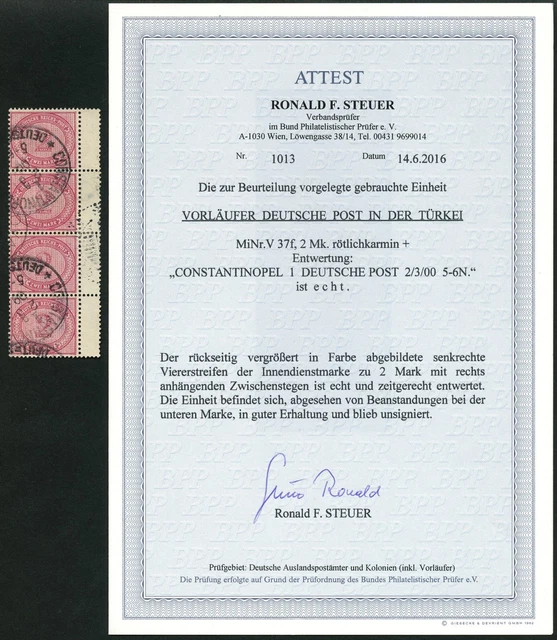 ATTEST
RONALD F. STEUER
Verbandsprüfer
im Bund Philatelistischer Prüfer e. V.
A-1030 Wien, Löwengasse 38/14, Tel. 00431 9699014
Nr. 1013 Datum 14.6.2016
Die zur Beurteilung vorgelegte gebrauchte Einheit
VORLÄUFER DEUTSCHE POST IN DER TÜRKEI
MiNr.V 37f, 2 Mk. rötlichkarmin +
Entwertung:
„CONSTANTINOPEL 1 DEUTSCHE POST 2/3/00 5-6N.“
ist e c h t .
Der rückseitig vergrößert in Farbe abgebildete senkrechte
Viererstreifen der Innendienstmarke zu 2 Mark mit rechts
anhängenden Zwischenstegen ist echt und zeitgerecht entwertet.
Die Einheit befindet sich, abgesehen von Beanstandungen bei der
unteren Marke, in guter Erhaltung und blieb unsigniert.
Ronald F. STEUER
Prüfgebiet: Deutsche Auslandspostämter und Kolonien (inkl. Vorläufer)
Die Prüfung erfolgte auf Grund der Prüfordnung des Bundes Philatelistischer Prüfer e.V.
© GIESECKE & DEVRIENT GMBH 1992